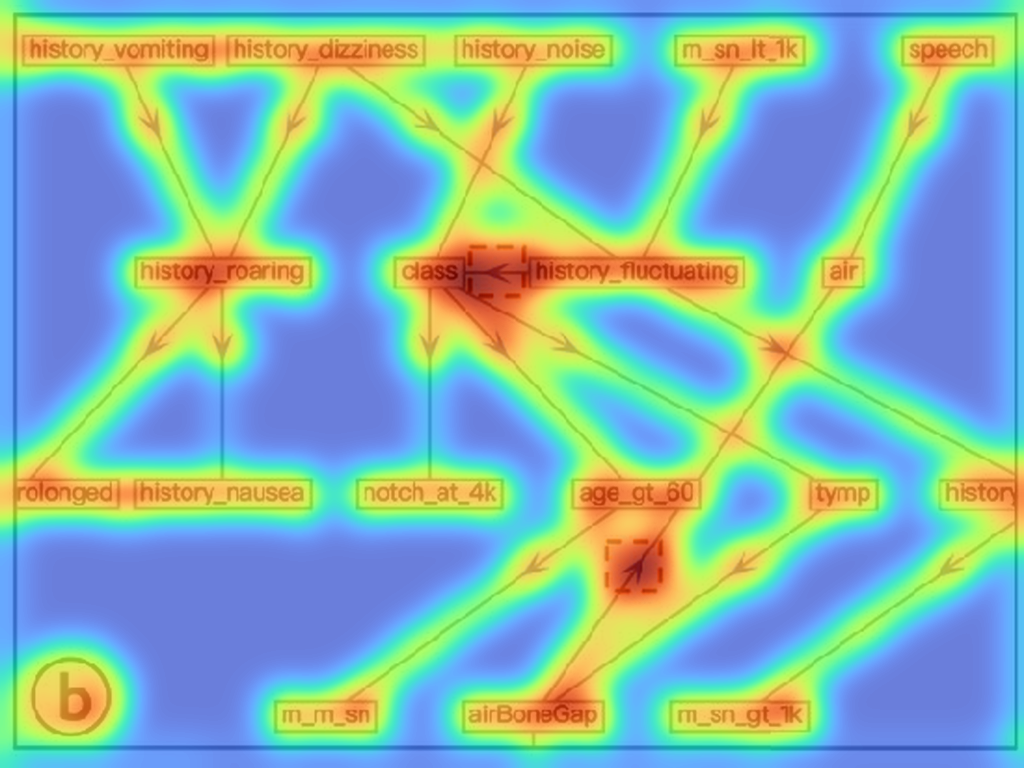 history_vomiting history_dizziness history_noise m_sn_lt_1k speech
history_roaring class history_fluctuating air
rolonged history_nausea notch_at_4k age_gt_60 tymp history
m_m_sn airBoneGap m_sn_gt_1k
b